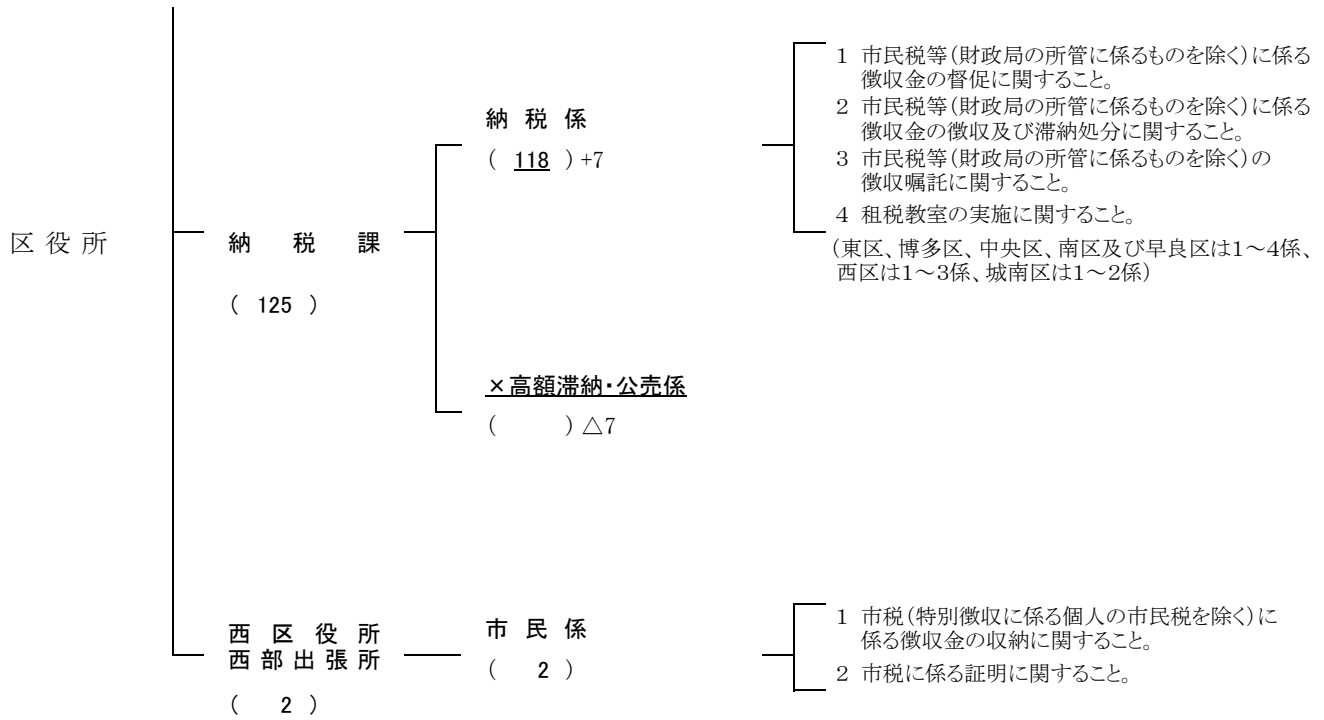 区役所
納税課
( 125 )
納税係
( 118 ) +7
1 市民税等(財政局の所管に係るものを除く)に係る
徴収金の督促に関すること。
2 市民税等(財政局の所管に係るものを除く)に係る
徴収金の徴収及び滞納処分に関すること。
3 市民税等(財政局の所管に係るものを除く)の
徴収嘱託に関すること。
4 租税教室の実施に関すること。
(東区、博多区、中央区、南区及び早良区は1~4係、
西区は1~3係、城南区は1~2係)
×高額滞納・公売係
( ) △7
西区役所
西部出張所
( 2 )
市民係
( 2 )
1 市税(特別徴収に係る個人の市民税を除く)に
係る徴収金の収納に関すること。
2 市税に係る証明に関すること。